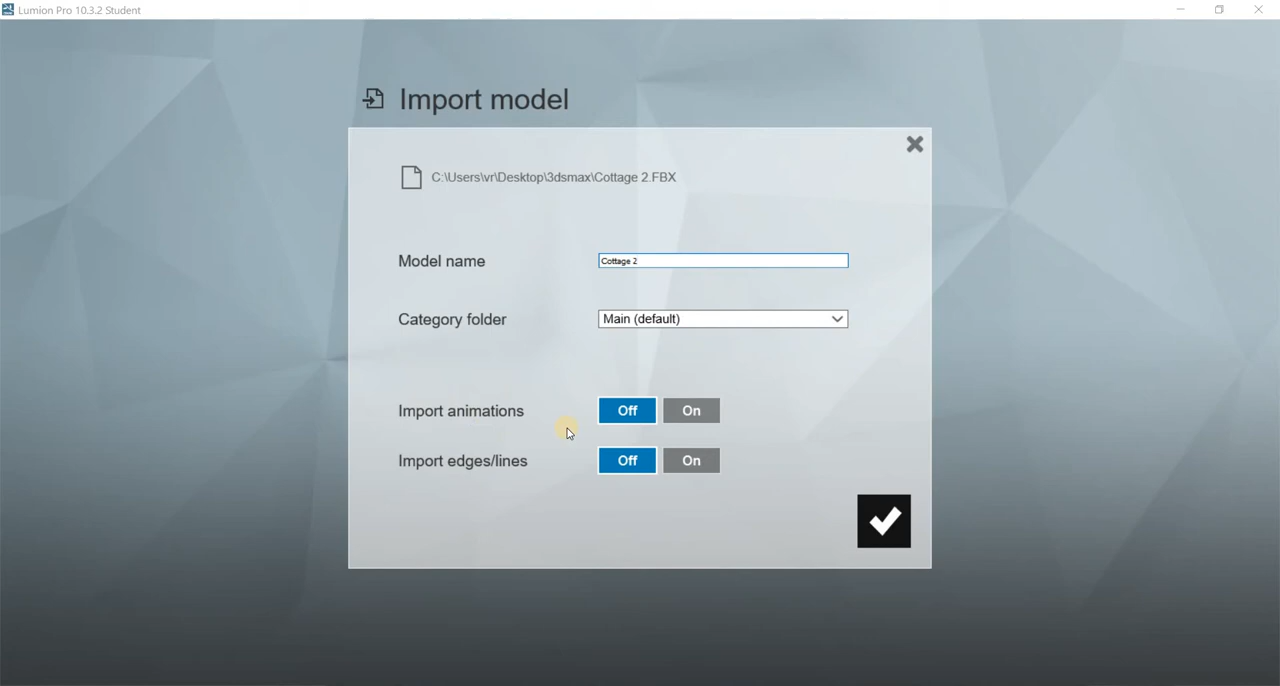 Lumion Pro 10.3.2 Student
Import model
C:\Users\vr\Desktop\3dsmax\Cottage 2.FBX
Model name Cottage 2
Category folder Main (default)
Import animations Off On
Import edges/lines Off On